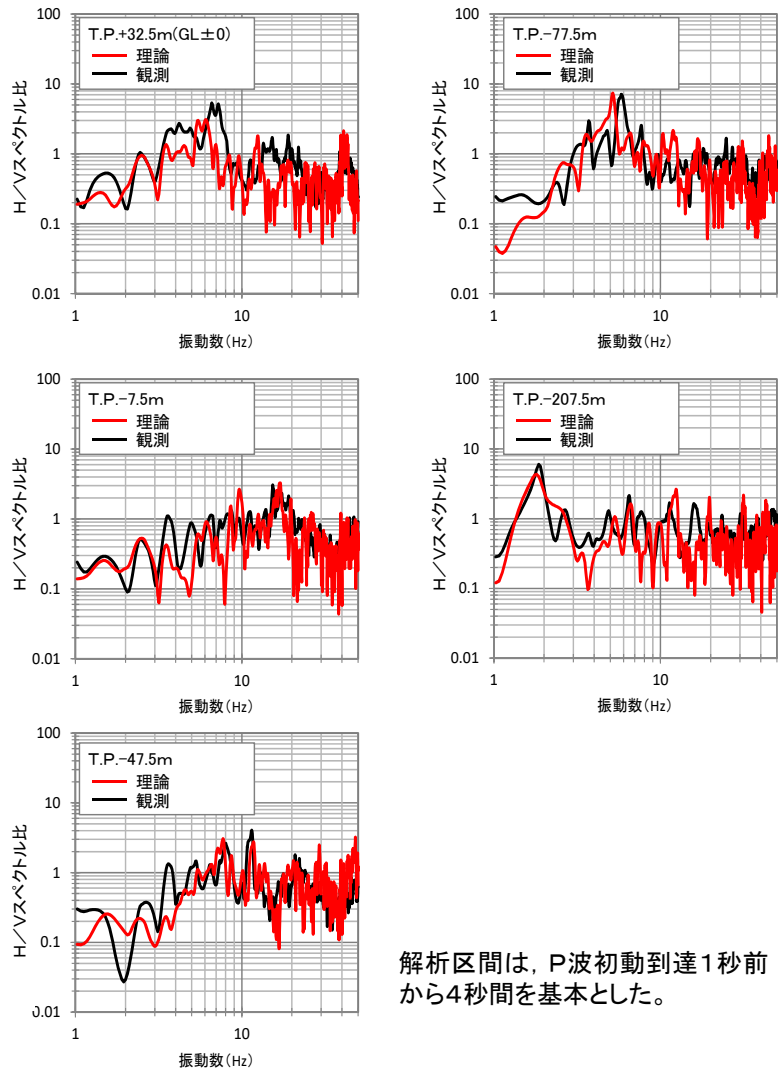 T.P.+32.5m(GL±0)
理論
観測
100
10
1
0.1
0.01
H/Vスペクトル比
1
10
振動数(Hz)
T.P.-77.5m
理論
観測
100
10
1
0.1
0.01
H/Vスペクトル比
1
10
振動数(Hz)
T.P.-7.5m
理論
観測
100
10
1
0.1
0.01
H/Vスペクトル比
1
10
振動数(Hz)
T.P.-207.5m
理論
観測
100
10
1
0.1
0.01
H/Vスペクトル比
1
10
振動数(Hz)
T.P.-47.5m
理論
観測
100
10
1
0.1
0.01
H/Vスペクトル比
1
10
振動数(Hz)
解析区間は，P波初動到達1秒前
から4秒間を基本とした。